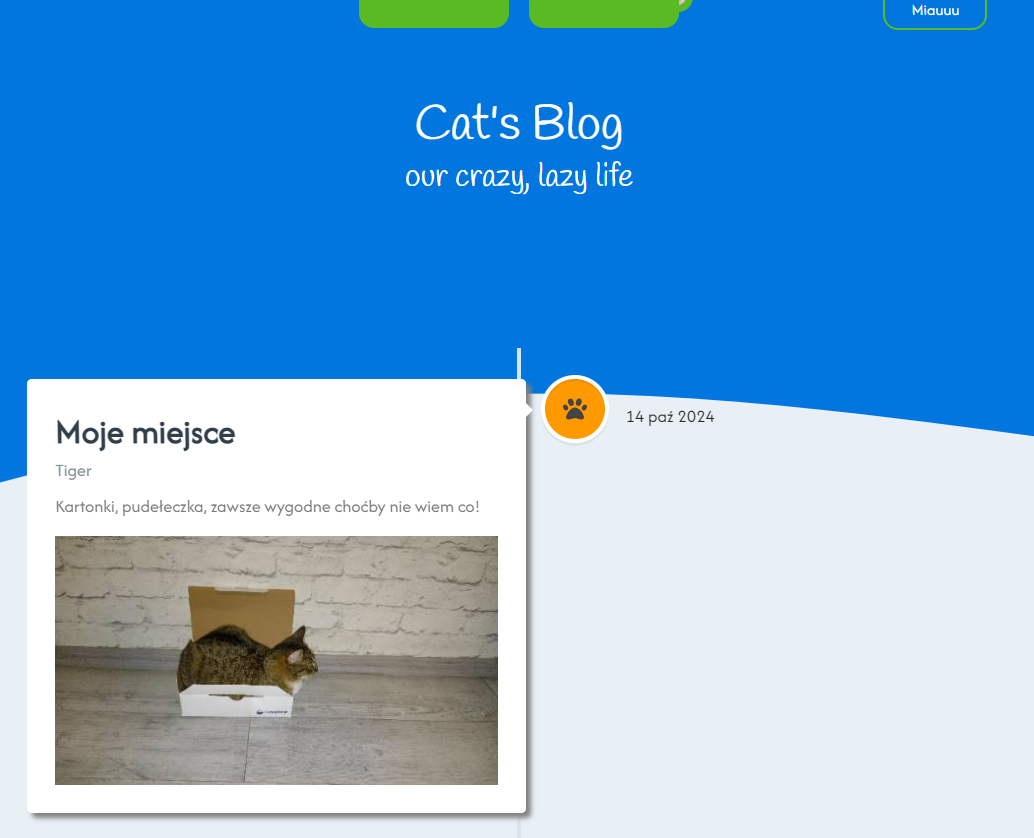 Miauuu
Cat's Blog
our crazy, lazy life
14 paź 2024
Moje miejsce
Tiger
Kartonki, pudełeczka, zawsze wygodne choćby nie wiem co!